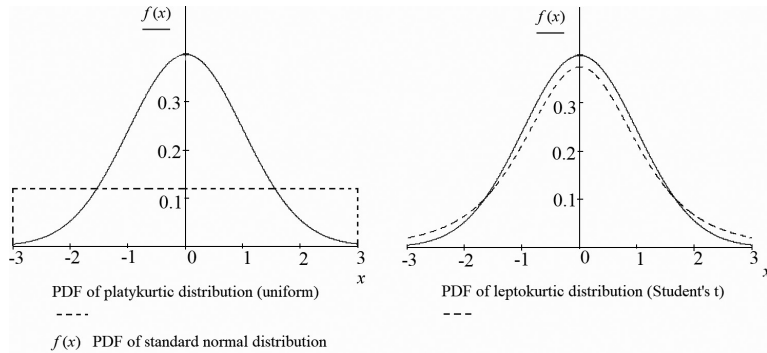 f(x)
0.3
0.2
0.1
-3 -2 -1 0 1 2 3
x
PDF of platykurtic distribution (uniform)
f(x) PDF of standard normal distribution
f(x)
0.3
0.2
0.1
-3 -2 -1 0 1 2 3
x
PDF of leptokurtic distribution (Student's t)